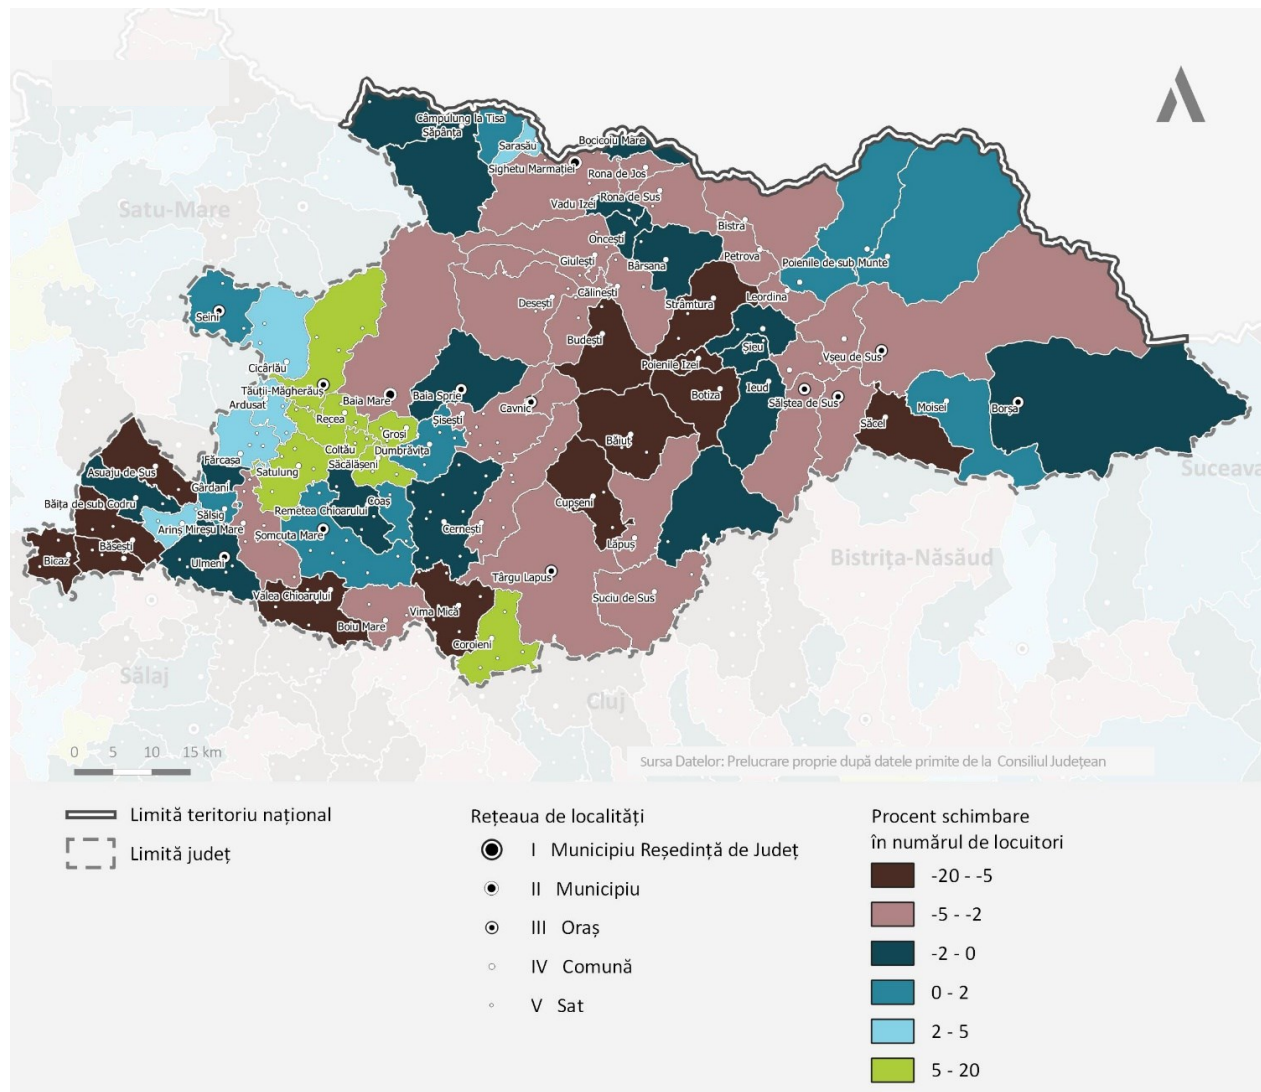 Câmpulung la Tisa
Săpânța
Sarasău
Bocicoiu Mare
Sighetu Marmației
Rona de Jos
Rona de Sus
Vadu Izei
Satu-Mare
Bistra
Oncești
Petrova
Giulești
Bârsana
Poienile de sub Munte
Călinești
Leordina
Desești
Strâmtura
Seini
Budești
Șieu
Vșeu de Sus
Cicârlău
Poienile Izei
Tăuții-Măgherăuș
Baia Mare
Baia Sprie
Ieud
Botiza
Ardusat
Cavnic
Săliștea de Sus
Moisei
Borșa
Recea
Șisești
Săcel
Groși
Băiuț
Coltău
Dumbrăvița
Fărcașa
Săcălășeni
Suceava
Asuaju de Sus
Satulung
Gârdani
Băița de sub Codru
Coaș
Cupșeni
Sălsig
Remetea Chioarului
Ariniș
Mireșu Mare
Cernești
Șomcuta Mare
Lăpuș
Băsești
Bistrița-Năsăud
Bicaz
Ulmeni
Târgu Lapus
Valea Chioarului
Suciu de Sus
Vima Mică
Boiu Mare
Coroieni
Sălaj
Cluj
0 5 10 15 km
Sursa Datelor: Prelucrare proprie după datele primite de la Consiliul Județean
Limită teritoriu național
Limită județ
Rețeaua de localități
I Municipiu Reședință de Județ
II Municipiu
III Oraș
IV Comună
V Sat
Procent schimbare
în numărul de locuitori
-20 - -5
-5 - -2
-2 - 0
0 - 2
2 - 5
5 - 20